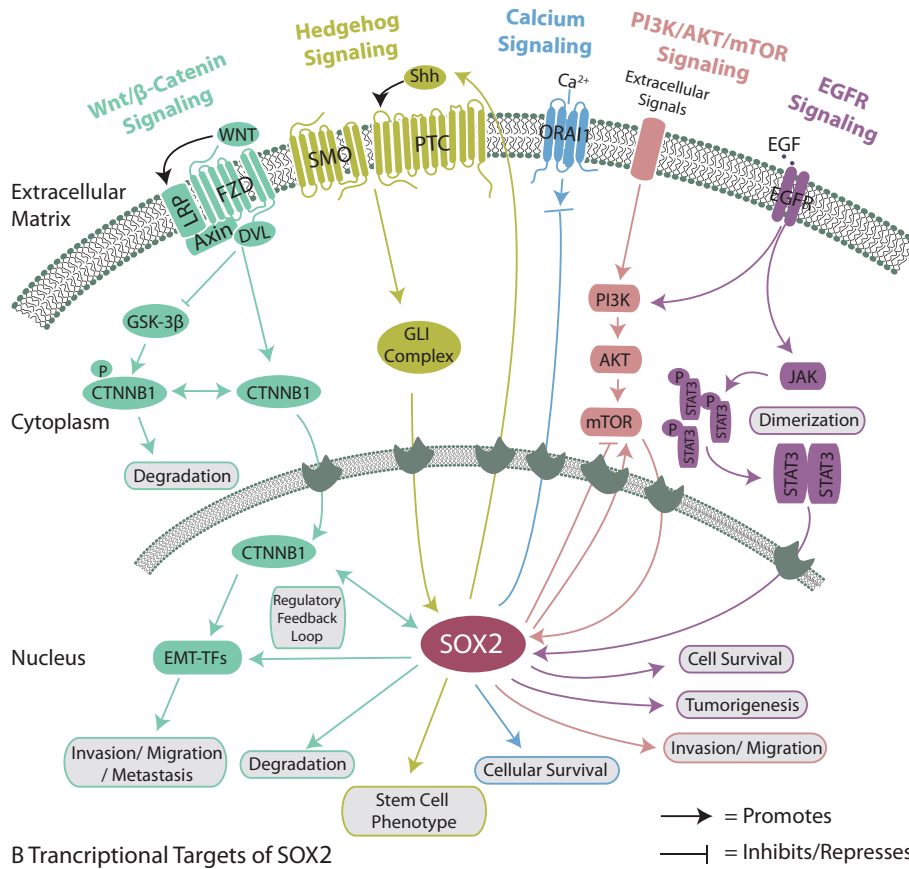 Hedgehog
Signaling
Calcium
Signaling
PI3K/AKT/mTOR
Signaling
EGFR
Signaling
Wnt/β-Catenin
Signaling
Shh
Ca²⁺
Extracellular
Signals
WNT
SMO
PTC
ORAI1
EGF
Extracellular
Matrix
LRP
FZD
EGFR
Axin
DVL
GSK-3β
PI3K
GLI
Complex
P
CTNNB1
CTNNB1
AKT
JAK
P
STAT3
P
STAT3
P
STAT3
Dimerization
Cytoplasm
mTOR
Degradation
STAT3
STAT3
CTNNB1
Regulatory
Feedback
Loop
Nucleus
EMT-TFs
SOX2
Cell Survival
Tumorigenesis
Invasion/ Migration
/ Metastasis
Degradation
Cellular Survival
Invasion/ Migration
Stem Cell
Phenotype
= Promotes
B Trancriptional Targets of SOX2
= Inhibits/Represses